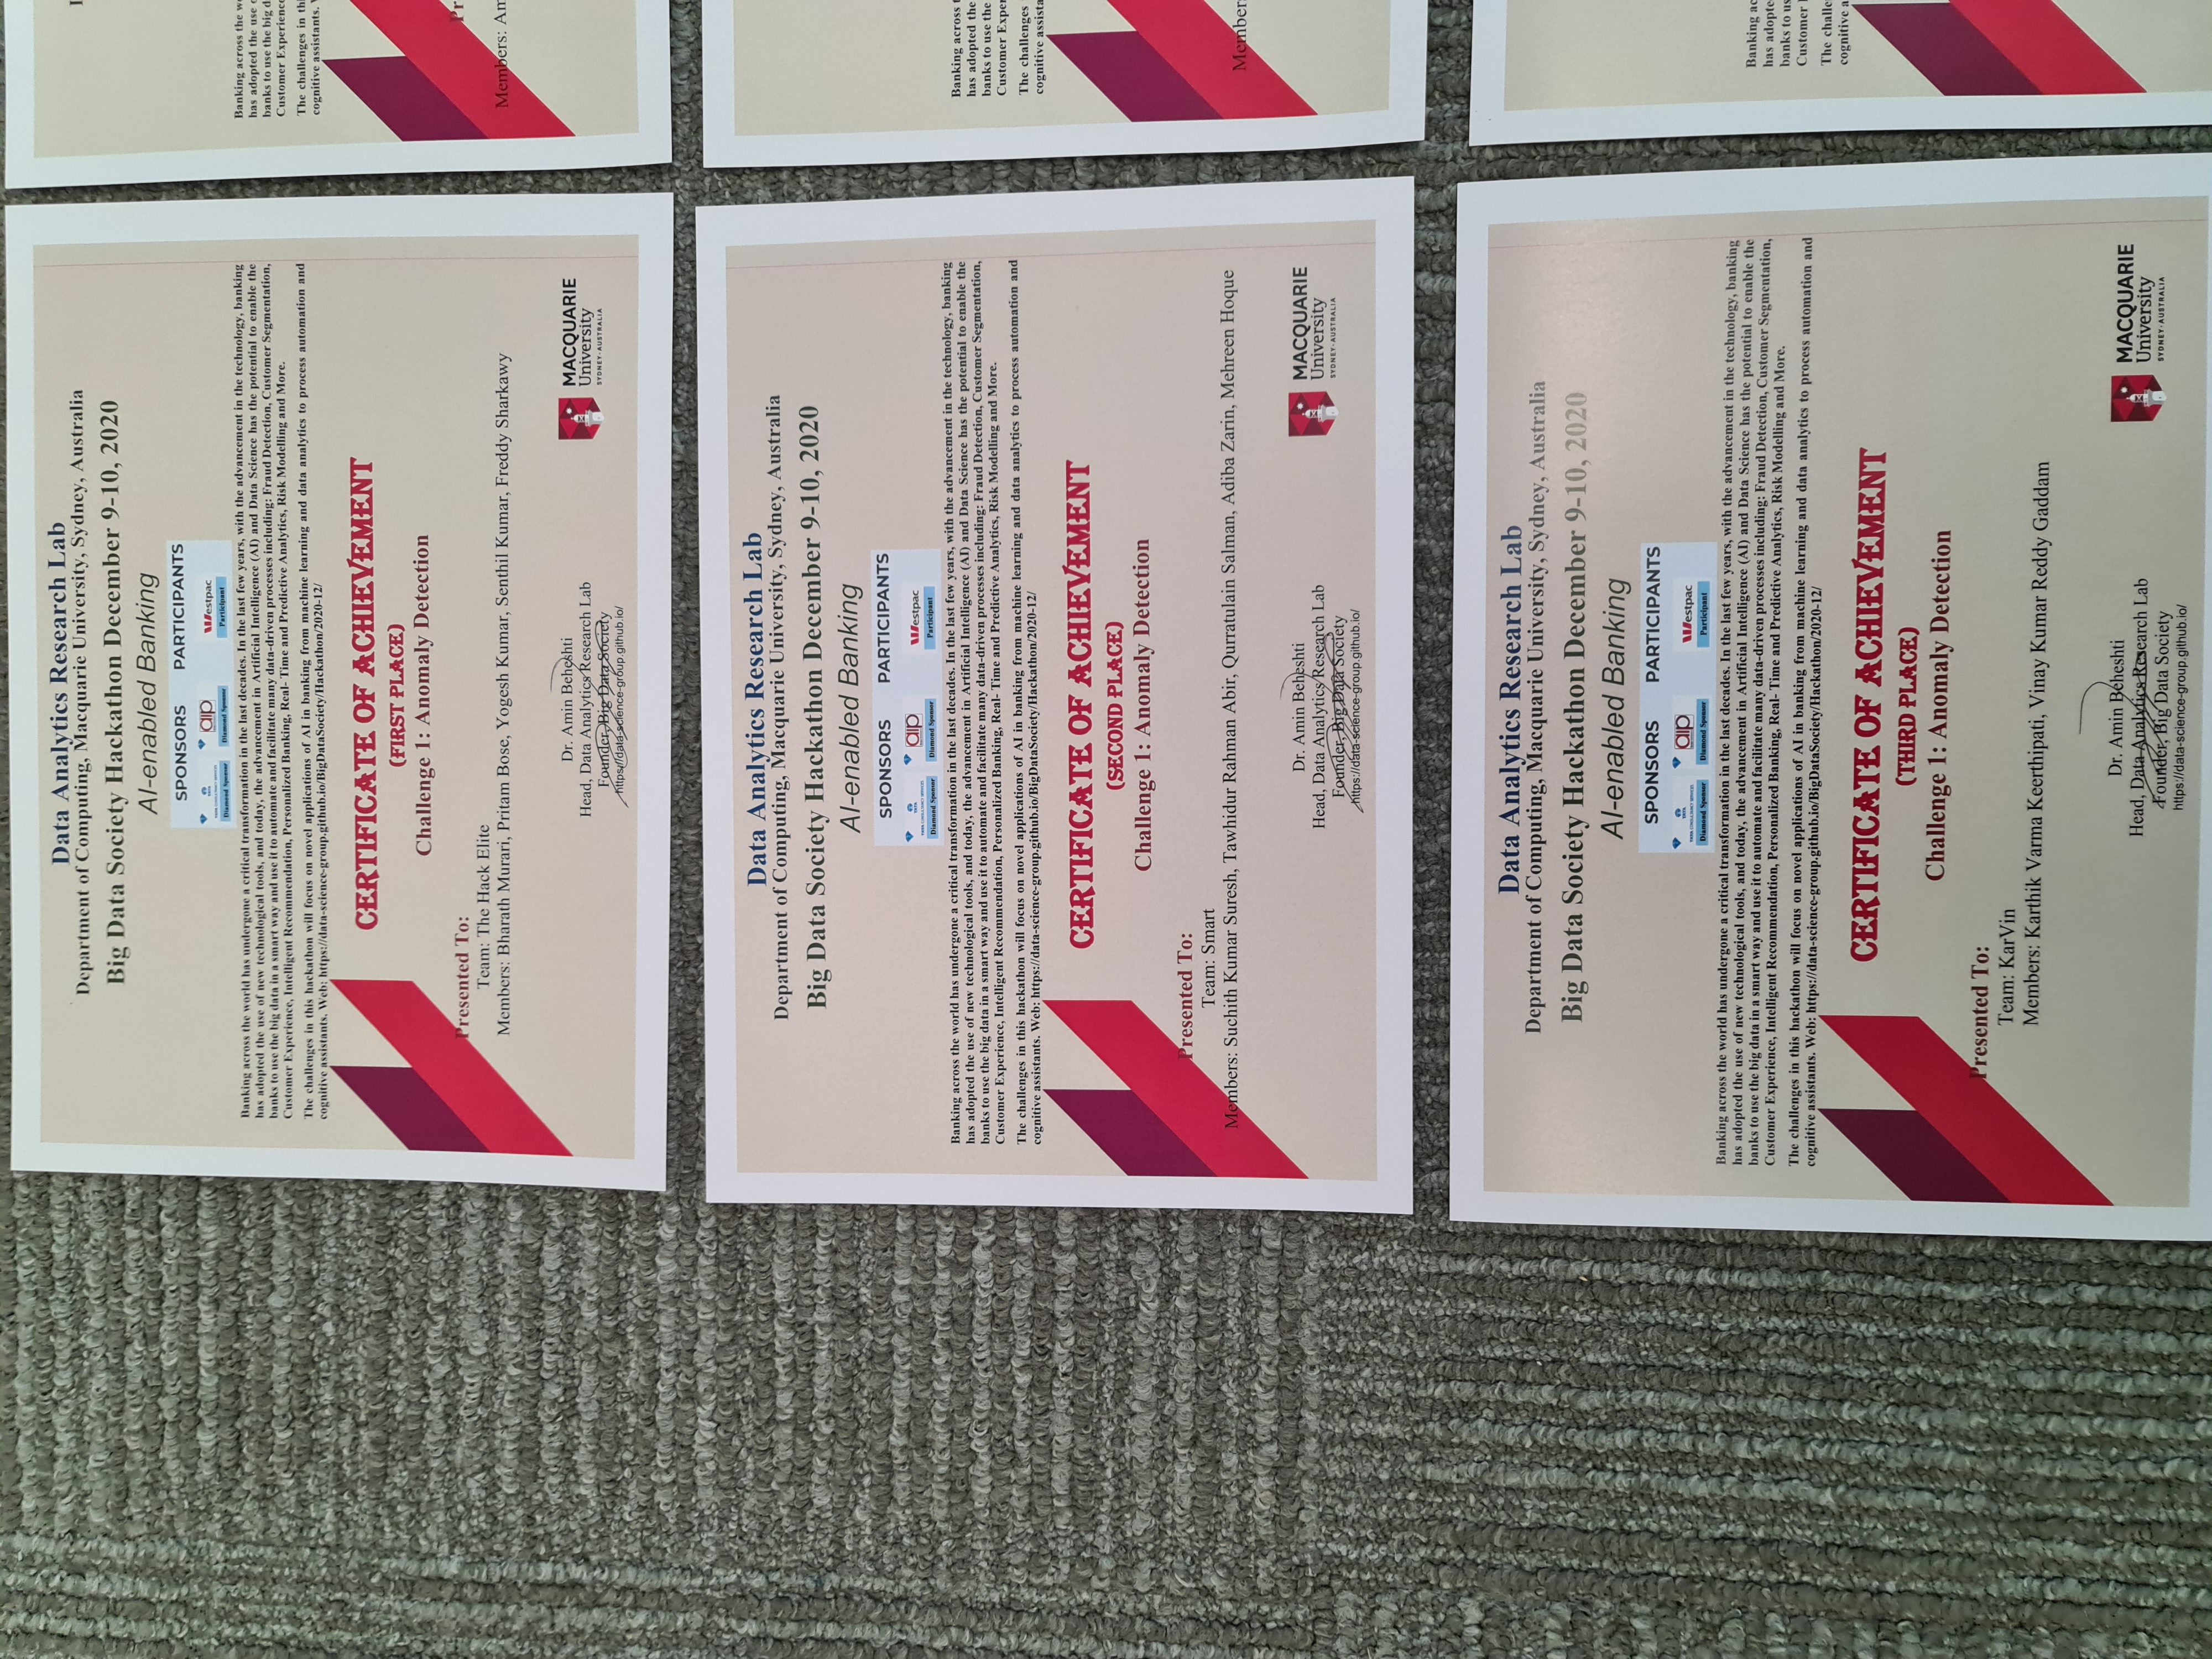 Data Analytics Research Lab
Department of Computing, Macquarie University, Sydney, Australia
Big Data Society Hackathon December 9-10, 2020
AI-enabled Banking
SPONSORS PARTICIPANTS
TATA
TATA CONSULTANCY SERVICES
aip
Westpac
Diamond Sponsor Diamond Sponsor Participant
Banking across the world has undergone a critical transformation in the last decades. In the last few years, with the advancement in the technology, banking
has adopted the use of new technological tools, and today, the advancement in Artificial Intelligence (AI) and Data Science has the potential to enable the
banks to use the big data in a smart way and use it to automate and facilitate many data-driven processes including: Fraud Detection, Customer Segmentation,
Customer Experience, Intelligent Recommendation, Personalized Banking, Real- Time and Predictive Analytics, Risk Modelling and More.
The challenges in this hackathon will focus on novel applications of AI in banking from machine learning and data analytics to process automation and
cognitive assistants. Web: https://data-science-group.github.io/BigDataSociety/Hackathon/2020-12/
CERTIFICATE OF ACHIEVEMENT
(FIRST PLACE)
Challenge 1: Anomaly Detection
Presented To:
Team: The Hack Elite
Members: Bharath Murari, Pritam Bose, Yogesh Kumar, Senthil Kumar, Freddy Sharkawy
Dr. Amin Beheshti
Head, Data Analytics Research Lab
Founder, Big Data Society
https://data-science-group.github.io/
MACQUARIE
University
SYDNEY·AUSTRALIA
Data Analytics Research Lab
Department of Computing, Macquarie University, Sydney, Australia
Big Data Society Hackathon December 9-10, 2020
AI-enabled Banking
SPONSORS PARTICIPANTS
TATA
TATA CONSULTANCY SERVICES
aip
Westpac
Diamond Sponsor Diamond Sponsor Participant
Banking across the world has undergone a critical transformation in the last decades. In the last few years, with the advancement in the technology, banking
has adopted the use of new technological tools, and today, the advancement in Artificial Intelligence (AI) and Data Science has the potential to enable the
banks to use the big data in a smart way and use it to automate and facilitate many data-driven processes including: Fraud Detection, Customer Segmentation,
Customer Experience, Intelligent Recommendation, Personalized Banking, Real- Time and Predictive Analytics, Risk Modelling and More.
The challenges in this hackathon will focus on novel applications of AI in banking from machine learning and data analytics to process automation and
cognitive assistants. Web: https://data-science-group.github.io/BigDataSociety/Hackathon/2020-12/
CERTIFICATE OF ACHIEVEMENT
(SECOND PLACE)
Challenge 1: Anomaly Detection
Presented To:
Team: Smart
Members: Suchith Kumar Suresh, Tawhidur Rahman Abir, Qurratulain Salman, Adiba Zarin, Mehreen Hoque
Dr. Amin Beheshti
Head, Data Analytics Research Lab
Founder, Big Data Society
https://data-science-group.github.io/
MACQUARIE
University
SYDNEY·AUSTRALIA
Data Analytics Research Lab
Department of Computing, Macquarie University, Sydney, Australia
Big Data Society Hackathon December 9-10, 2020
AI-enabled Banking
SPONSORS PARTICIPANTS
TATA
TATA CONSULTANCY SERVICES
aip
Westpac
Diamond Sponsor Diamond Sponsor Participant
Banking across the world has undergone a critical transformation in the last decades. In the last few years, with the advancement in the technology, banking
has adopted the use of new technological tools, and today, the advancement in Artificial Intelligence (AI) and Data Science has the potential to enable the
banks to use the big data in a smart way and use it to automate and facilitate many data-driven processes including: Fraud Detection, Customer Segmentation,
Customer Experience, Intelligent Recommendation, Personalized Banking, Real- Time and Predictive Analytics, Risk Modelling and More.
The challenges in this hackathon will focus on novel applications of AI in banking from machine learning and data analytics to process automation and
cognitive assistants. Web: https://data-science-group.github.io/BigDataSociety/Hackathon/2020-12/
CERTIFICATE OF ACHIEVEMENT
(THIRD PLACE)
Challenge 1: Anomaly Detection
Presented To:
Team: KarVin
Members: Karthik Varma Keerthipati, Vinay Kumar Reddy Gaddam
Dr. Amin Beheshti
Head, Data Analytics Research Lab
Founder, Big Data Society
https://data-science-group.github.io/
MACQUARIE
University
SYDNEY·AUSTRALIA
Banking across the
has adopted the use
banks to use the big
Customer Experience
The challenges in
cognitive assistants.
Members:
Banking across
has adopted the
banks to use the
Customer
The challenges
cognitive
Banking
has
banks to
Customer
The
cognitive